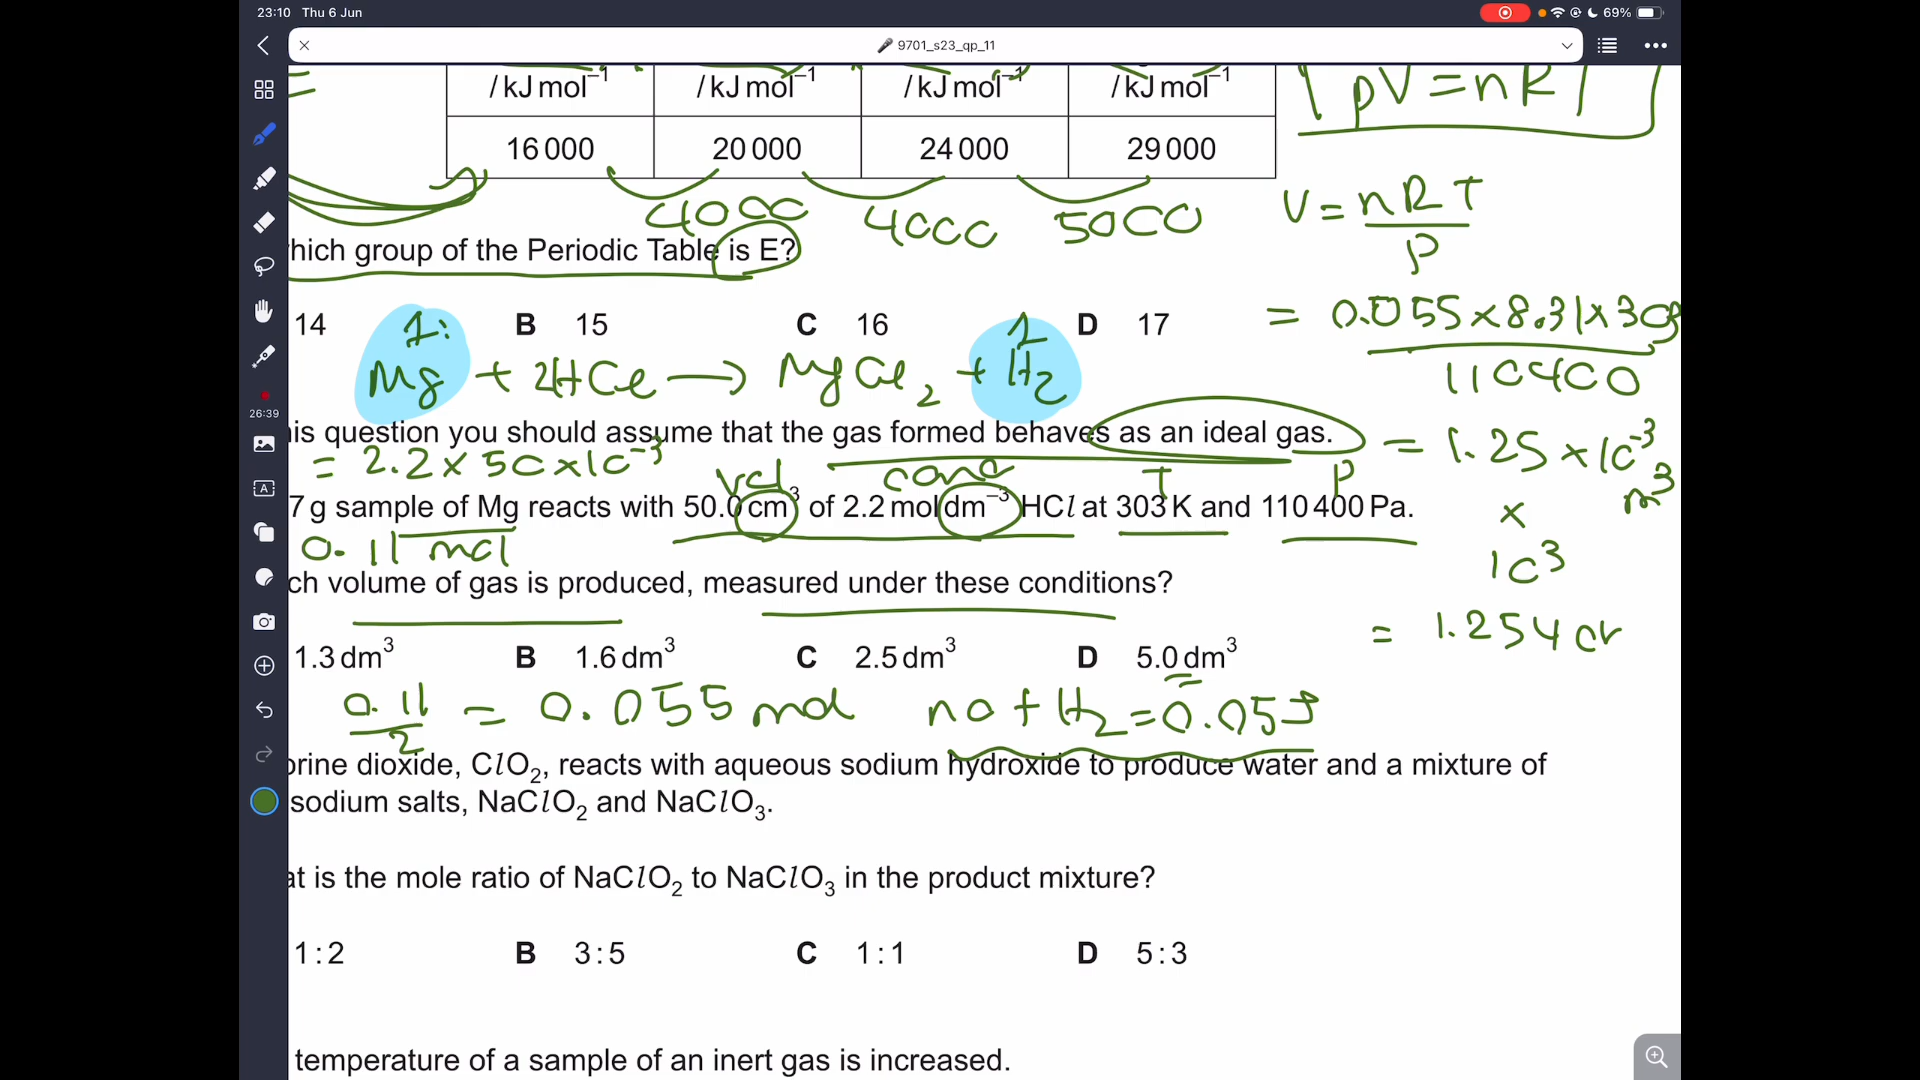 23:10 Thu 6 Jun
69%
9701_s23_qp_11
/ kJ mol⁻¹ / kJ mol⁻¹ / kJ mol⁻¹ / kJ mol⁻¹
pV = nRT
16 000 20 000 24 000 29 000
4000 4000 5000
V = nRT / P
hich group of the Periodic Table is E?
14 B 15 C 16 D 17
= 0.055 × 8.31 × 303 / 110400
1: 1
Mg + 2HCl → MgCl₂ + H₂
his question you should assume that the gas formed behaves as an ideal gas.
= 1.25 × 10⁻³ m³
= 2.2 × 50 × 10⁻³
vol conc T P
7 g sample of Mg reacts with 50.0 cm³ of 2.2 mol dm⁻³ HCl at 303 K and 110 400 Pa.
× 10³
0.11 mol
26:39
ch volume of gas is produced, measured under these conditions?
= 1.254
1.3 dm³ B 1.6 dm³ C 2.5 dm³ D 5.0 dm³
0.11 / 2 = 0.055 mol n of H₂ = 0.055
orine dioxide, ClO₂, reacts with aqueous sodium hydroxide to produce water and a mixture of
sodium salts, NaClO₂ and NaClO₃.
at is the mole ratio of NaClO₂ to NaClO₃ in the product mixture?
1 : 2 B 3 : 5 C 1 : 1 D 5 : 3
temperature of a sample of an inert gas is increased.